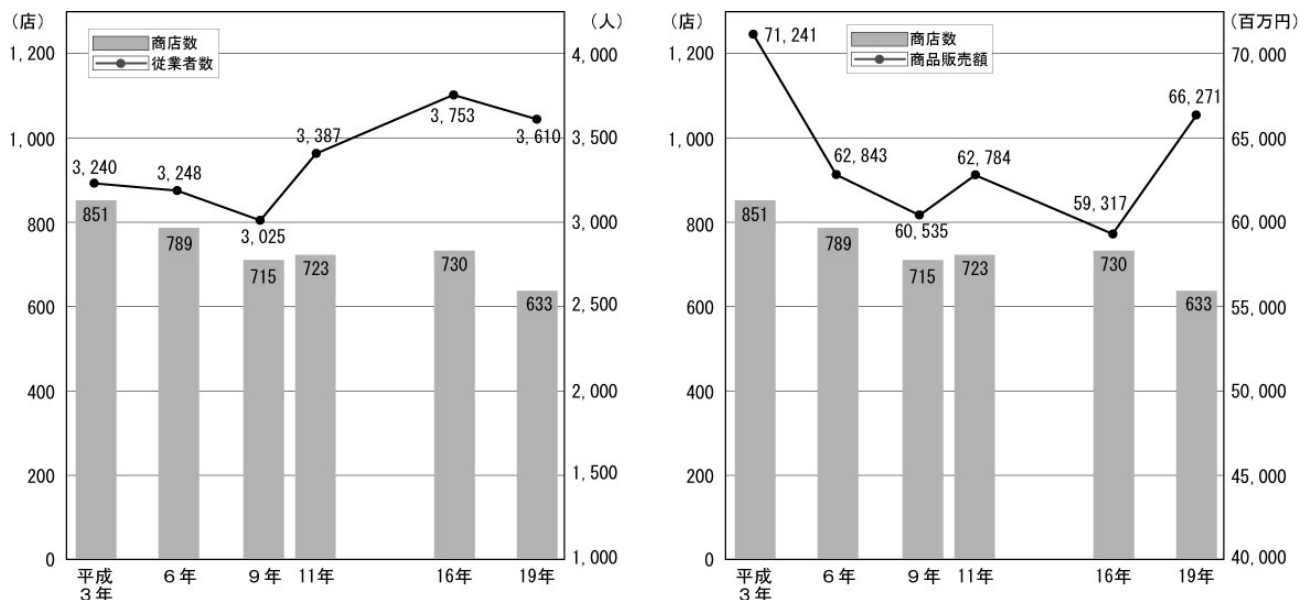 （店）
（人）
1,200
1,000
800
600
400
200
0
4,000
3,500
3,000
2,500
2,000
1,500
1,000
商店数
従業者数
3,240
3,248
3,025
3,387
3,753
3,610
851
789
715
723
730
633
平成
３年
６年
９年
11年
16年
19年
（店）
（百万円）
1,200
1,000
800
600
400
200
0
70,000
65,000
60,000
55,000
50,000
45,000
40,000
商店数
商品販売額
71,241
62,843
60,535
62,784
59,317
66,271
851
789
715
723
730
633
平成
３年
６年
９年
11年
16年
19年